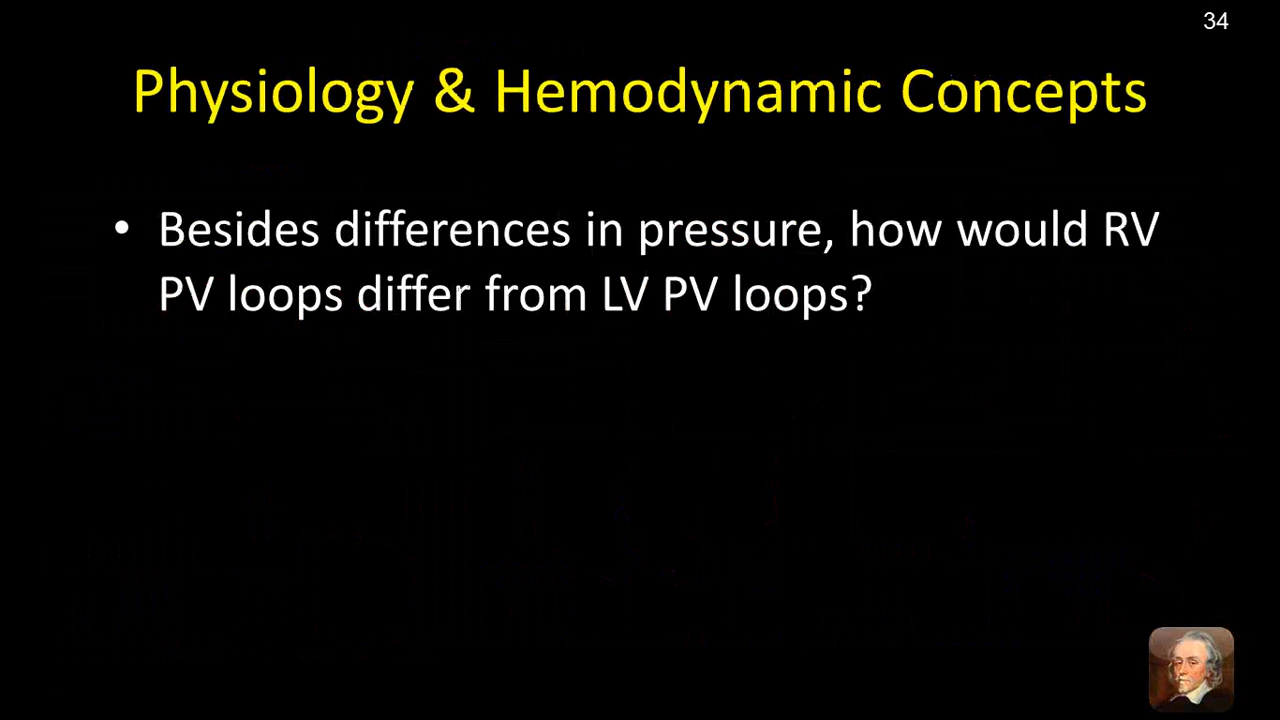 34
Physiology & Hemodynamic Concepts
• Besides differences in pressure, how would RV
PV loops differ from LV PV loops?